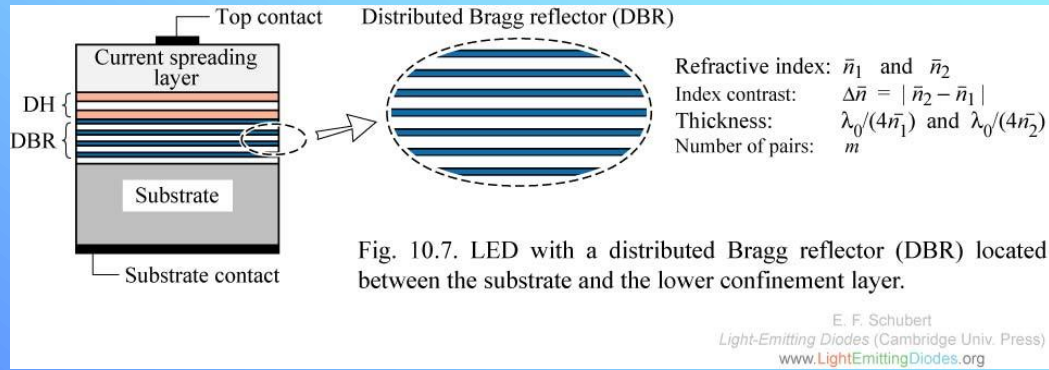 Top contact
Distributed Bragg reflector (DBR)
Current spreading
layer
DH {
DBR {
Substrate
Substrate contact
Refractive index: n̄₁ and n̄₂
Index contrast: Δn̄ = | n̄₂ – n̄₁ |
Thickness: λ₀/(4n̄₁) and λ₀/(4n̄₂)
Number of pairs: m
Fig. 10.7. LED with a distributed Bragg reflector (DBR) located
between the substrate and the lower confinement layer.
E. F. Schubert
Light-Emitting Diodes (Cambridge Univ. Press)
www.LightEmittingDiodes.org